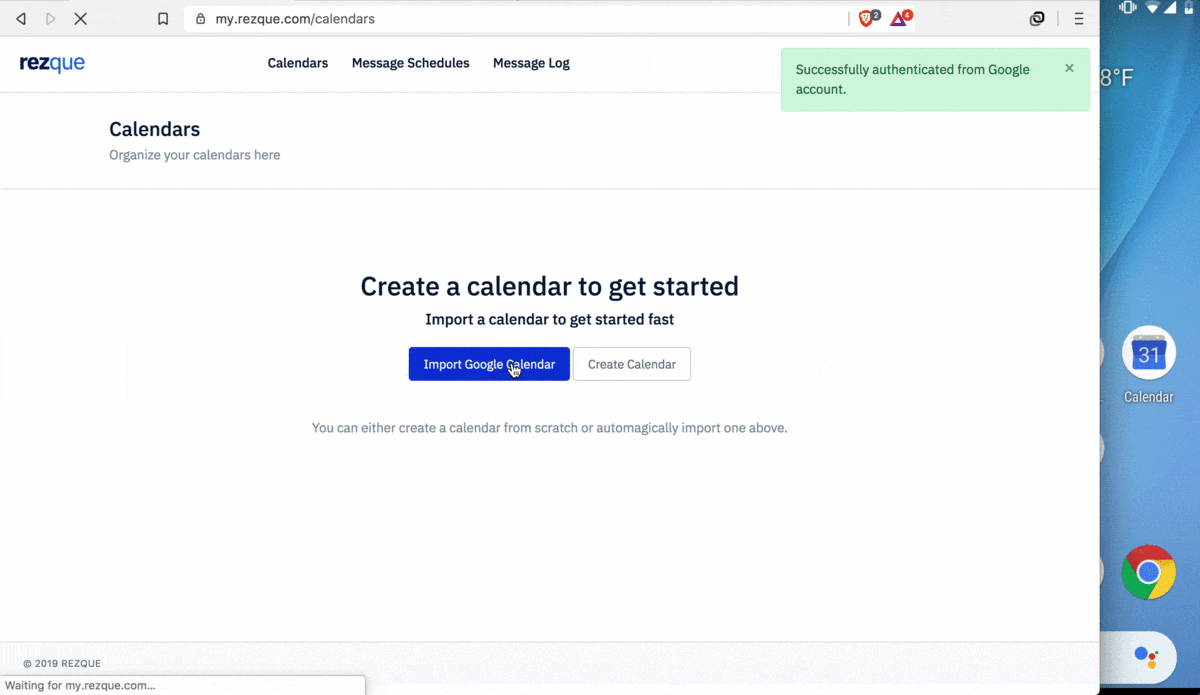 my.rezque.com/calendars
2
4
rezque
Calendars
Message Schedules
Message Log
Successfully authenticated from Google
account.
×
8°F
Calendars
Organize your calendars here
Create a calendar to get started
Import a calendar to get started fast
Import Google Calendar
Create Calendar
31
Calendar
You can either create a calendar from scratch or automagically import one above.
© 2019 REZQUE
Waiting for my.rezque.com...